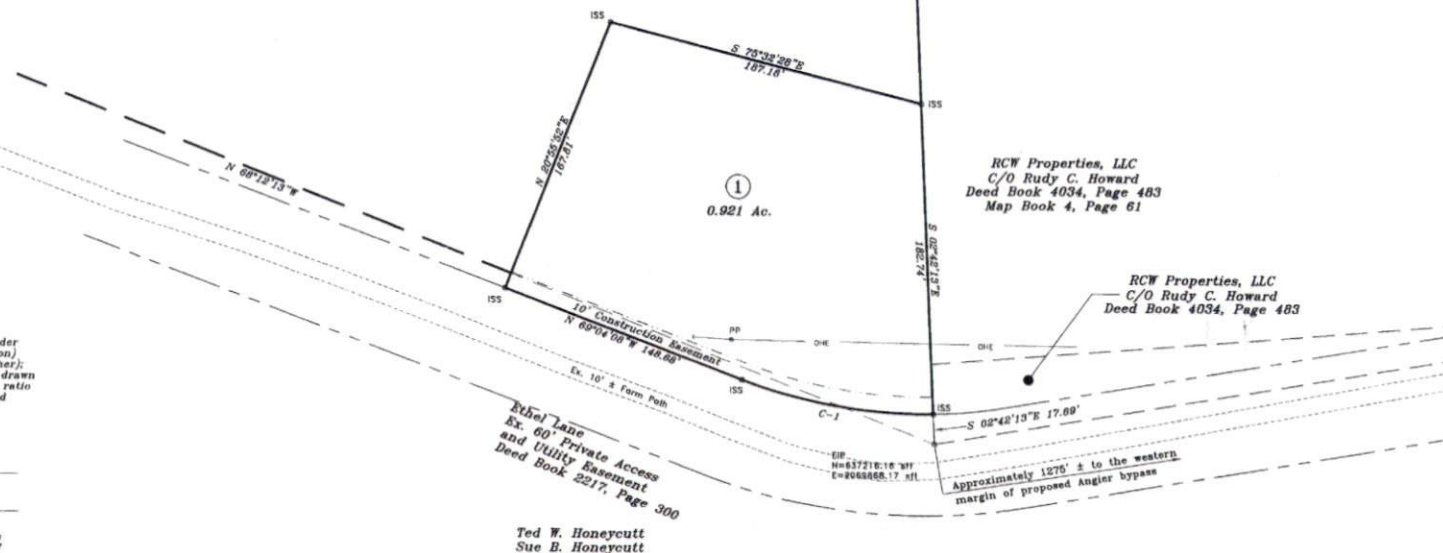 ISS
S 75°32'26"E
187.16'
ISS
N 20°55'52"E
167.81'
N 68°12'13"W
1
0.921 Ac.
RCW Properties, LLC
C/O Rudy C. Howard
Deed Book 4034, Page 483
Map Book 4, Page 61
S 02°42'13"E
182.74'
RCW Properties, LLC
C/O Rudy C. Howard
Deed Book 4034, Page 483
ISS
10' Construction Easement
N 69°04'08"W 148.68'
PP
OHE
OHE
Ex. 10' ± Farm Path
ISS
C-1
ISS
S 02°42'13"E 17.69'
Ethel Lane
Ex. 60' Private Access
and Utility Easement
Deed Book 2217, Page 300
EIP
Approximately 1275' ± to the western
margin of proposed Angier bypass
Ted W. Honeycutt
Sue B. Honeycutt
drawn
ratio